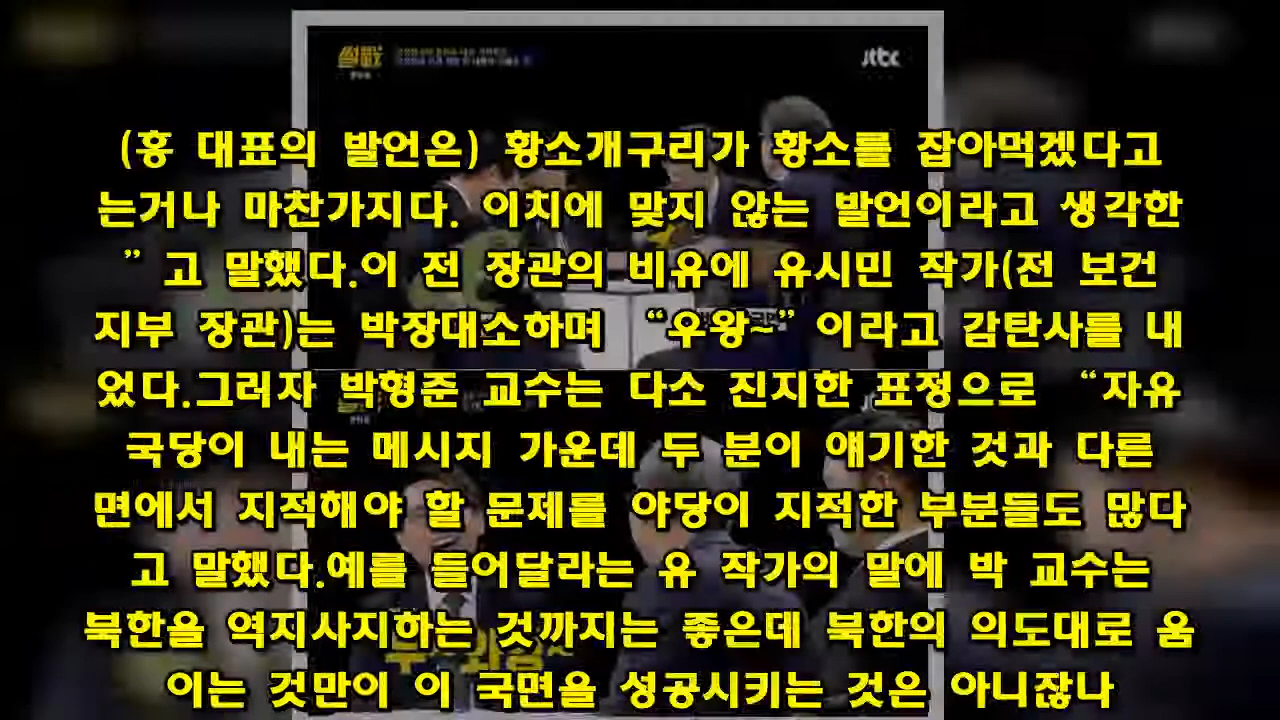 썰戰
jtbc
(홍 대표의 발언은) 황소개구리가 황소를 잡아먹겠다고
는거나 마찬가지다. 이치에 맞지 않는 발언이라고 생각한
” 고 말했다.이 전 장관의 비유에 유시민 작가(전 보건
지부 장관)는 박장대소하며 “우왕~” 이라고 감탄사를 내
었다.그러자 박형준 교수는 다소 진지한 표정으로 “자유
국당이 내는 메시지 가운데 두 분이 얘기한 것과 다른
면에서 지적해야 할 문제를 야당이 지적한 부분들도 많다
고 말했다.예를 들어달라는 유 작가의 말에 박 교수는
북한을 역지사지하는 것까지는 좋은데 북한의 의도대로 움
이는 것만이 이 국면을 성공시키는 것은 아니잖나